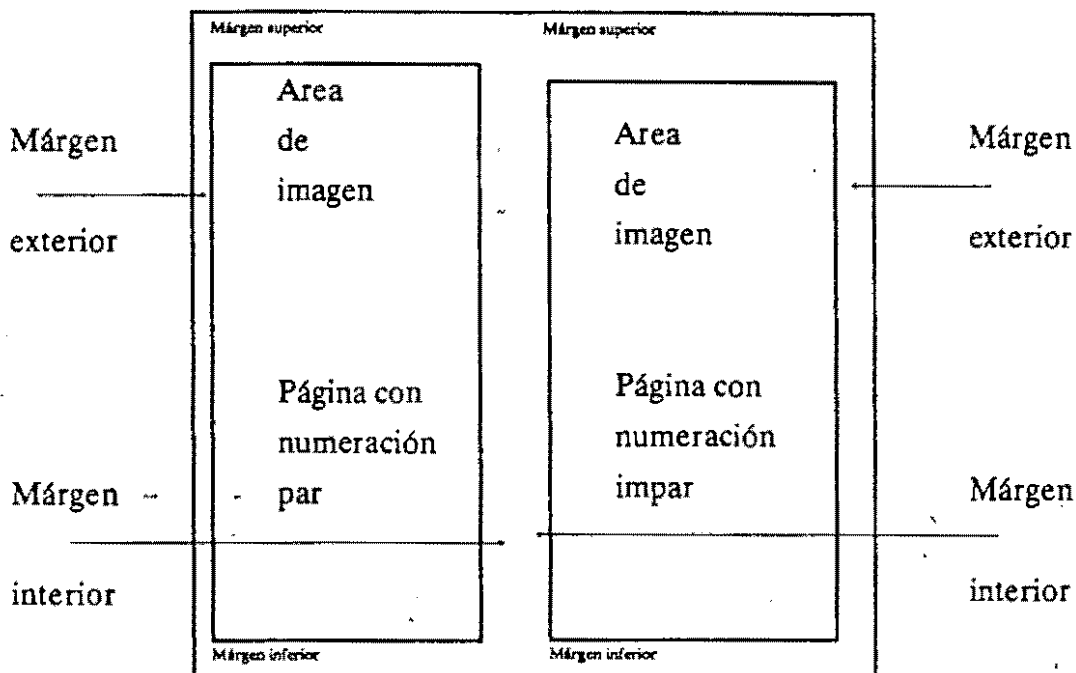 Márgen superior
Márgen superior
Area
de
imagen
Area
de
imagen
Márgen
exterior
Márgen
exterior
Página con
numeración
par
Página con
numeración
impar
Márgen
interior
Márgen
interior
Márgen inferior
Márgen inferior